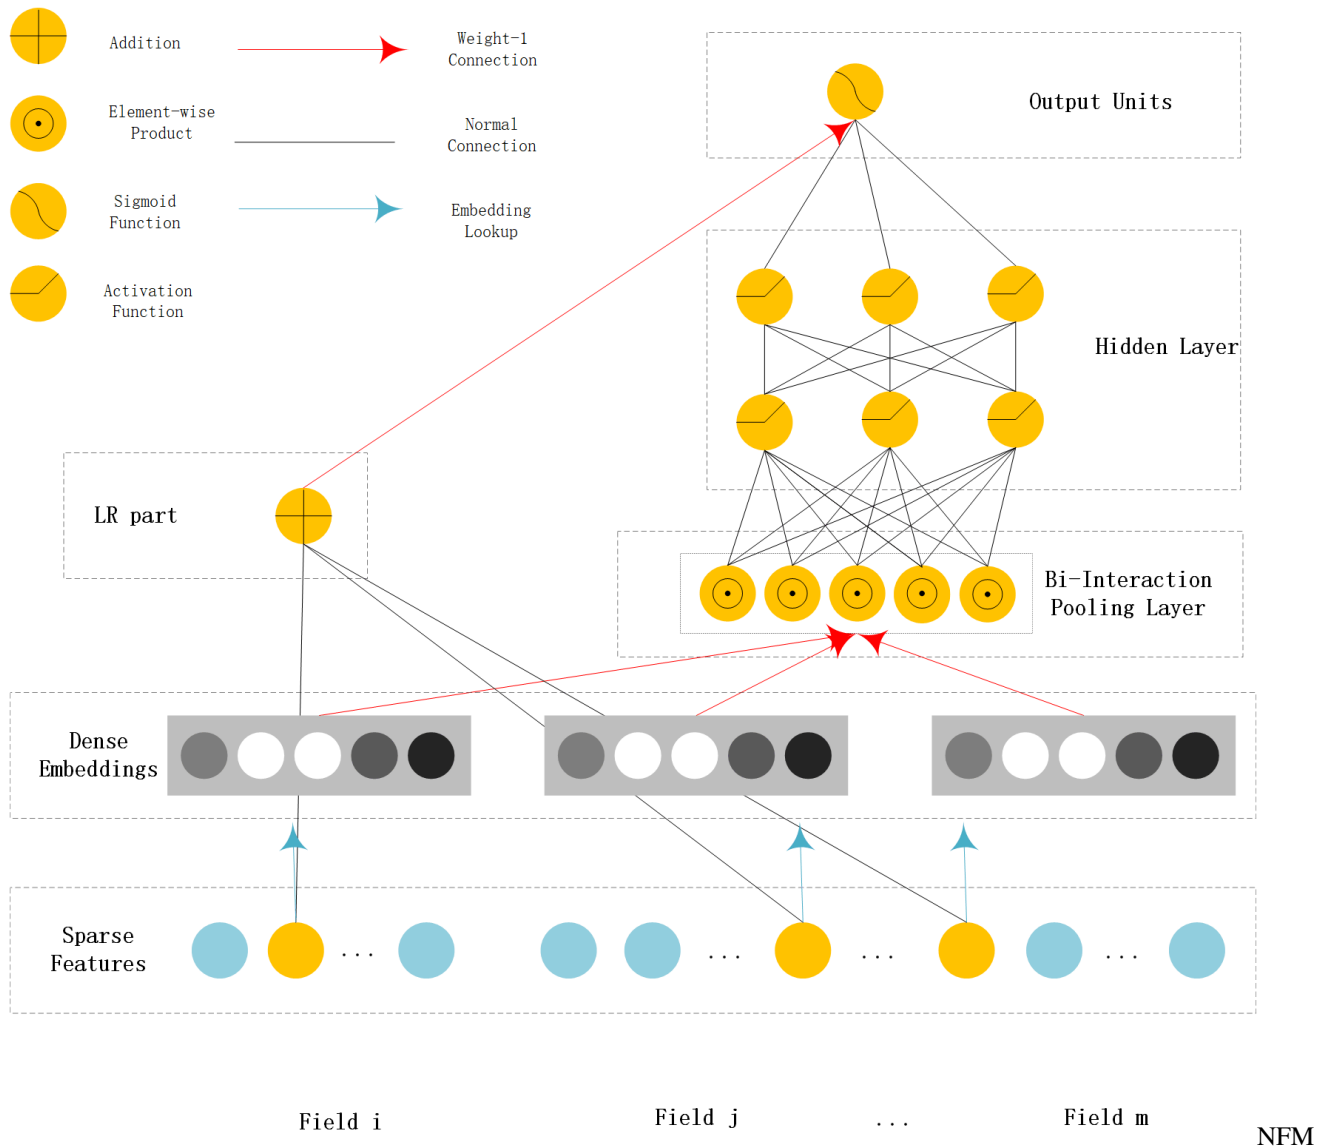 Addition
Weight-1
Connection
Element-wise
Product
Normal
Connection
Sigmoid
Function
Embedding
Lookup
Activation
Function
Output Units
Hidden Layer
LR part
Bi-Interaction
Pooling Layer
Dense
Embeddings
Sparse
Features
...
...
...
...
Field i
Field j
...
Field m
NFM